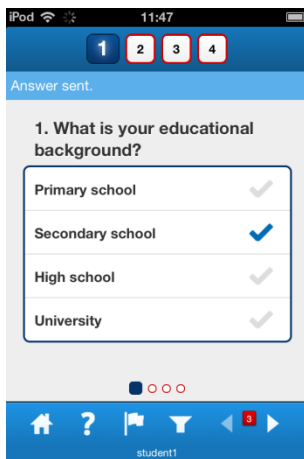 iPod 11:47
1 2 3 4
Answer sent.
1. What is your educational
background?
Primary school
Secondary school
High school
University
?
3
student1